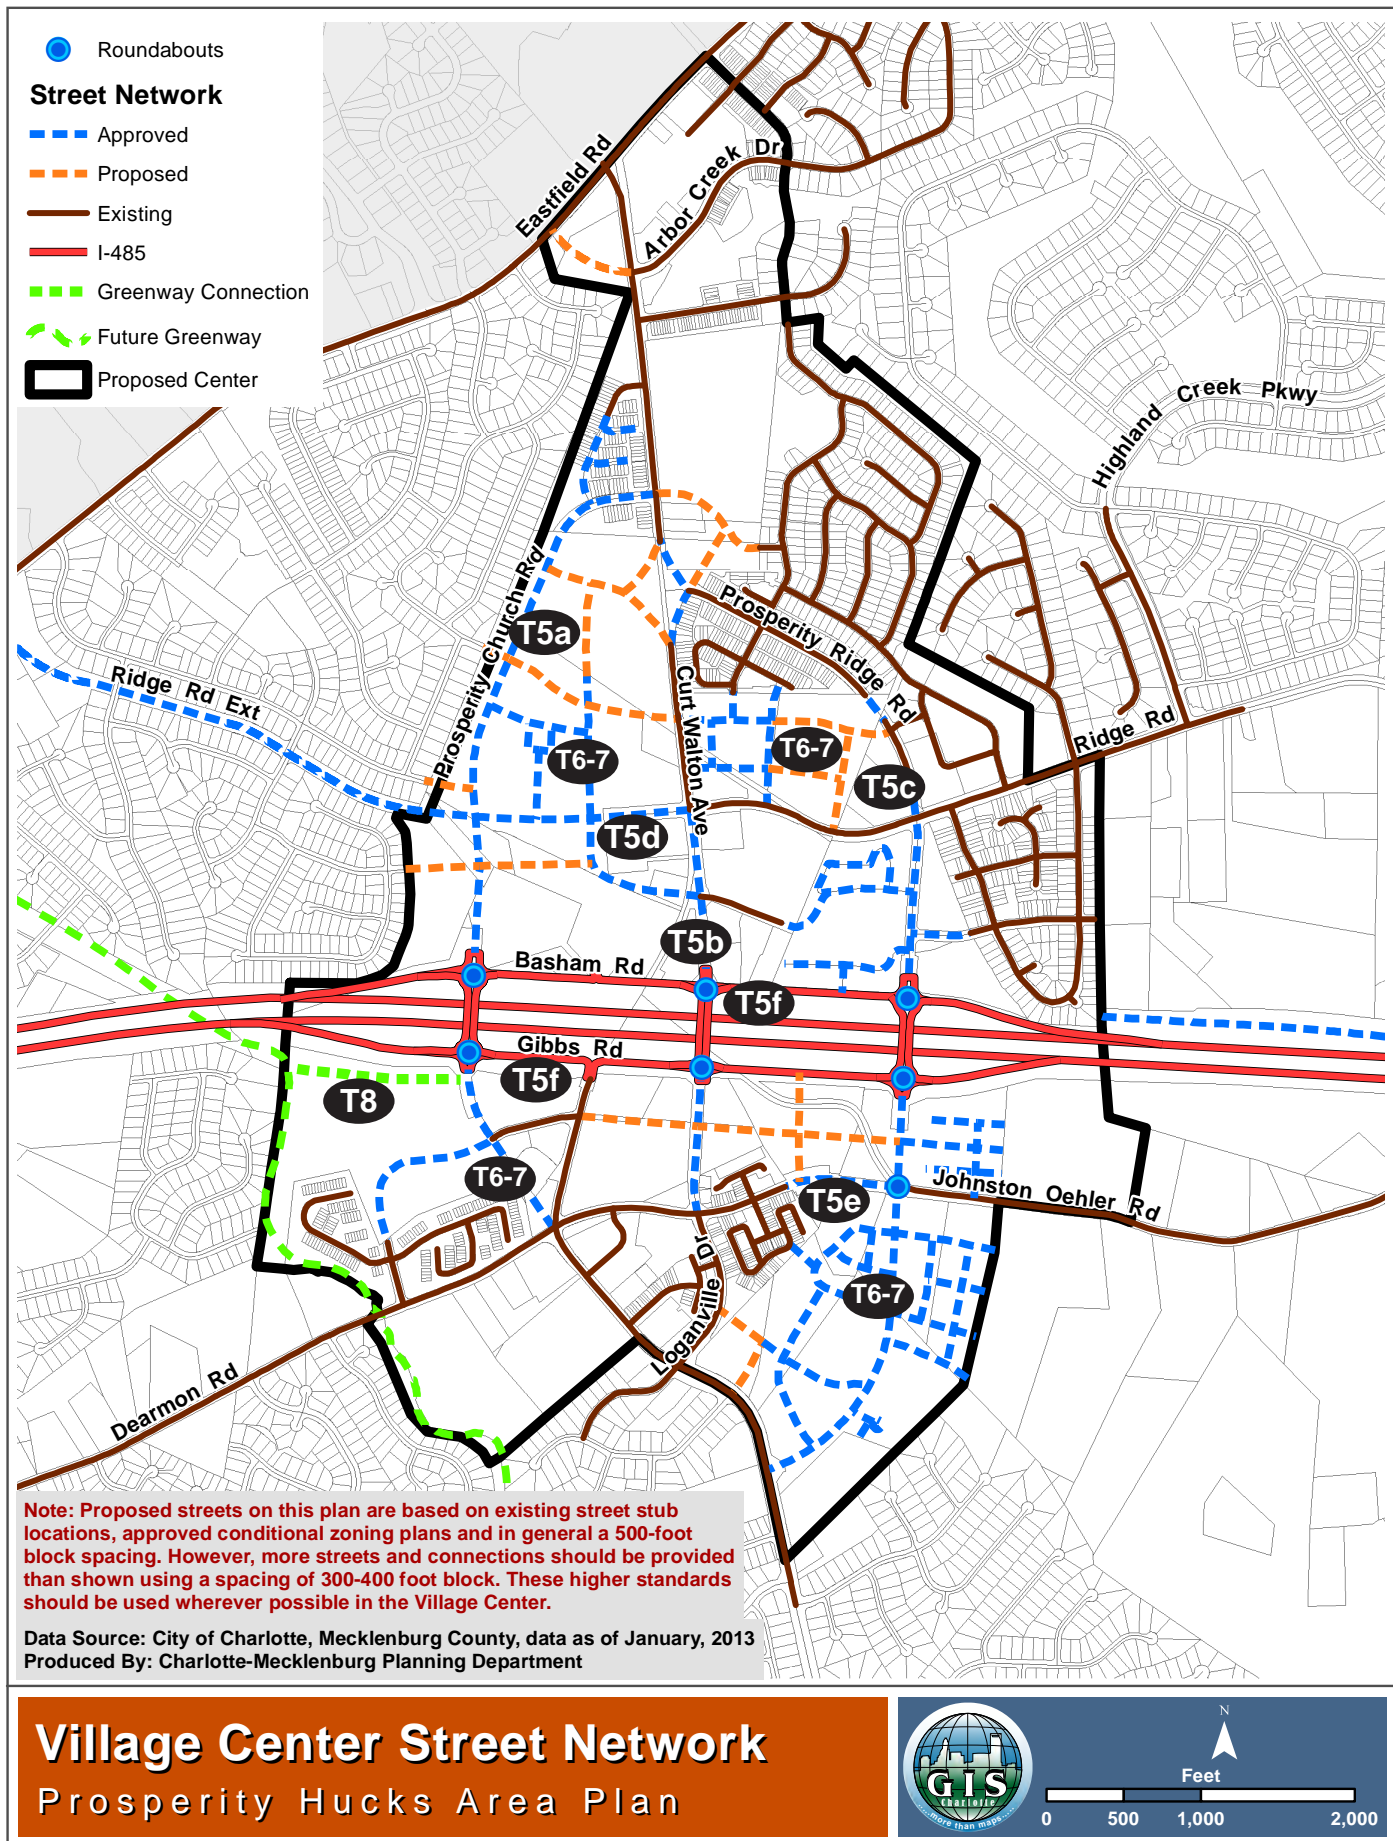 Roundabouts
Street Network
Approved
Proposed
Existing
I-485
Greenway Connection
Future Greenway
Proposed Center
Eastfield Rd
Arbor Creek Dr
Highland Creek Pkwy
Prosperity Church Rd
T5a
Prosperity Ridge Rd
Ridge Rd Ext
Curt Walton Ave
Ridge Rd
T6-7
T6-7
T5c
T5d
T5b
Basham Rd
T5f
Gibbs Rd
T5f
T8
T6-7
T5e
Johnston Oehler Rd
T6-7
Loganville Dr
Dearmon Rd
Note: Proposed streets on this plan are based on existing street stub
locations, approved conditional zoning plans and in general a 500-foot
block spacing. However, more streets and connections should be provided
than shown using a spacing of 300-400 foot block. These higher standards
should be used wherever possible in the Village Center.
Data Source: City of Charlotte, Mecklenburg County, data as of January, 2013
Produced By: Charlotte-Mecklenburg Planning Department
Village Center Street Network
Prosperity Hucks Area Plan
GIS
Charlotte
.....more than maps.....
N
Feet
0 500 1,000 2,000